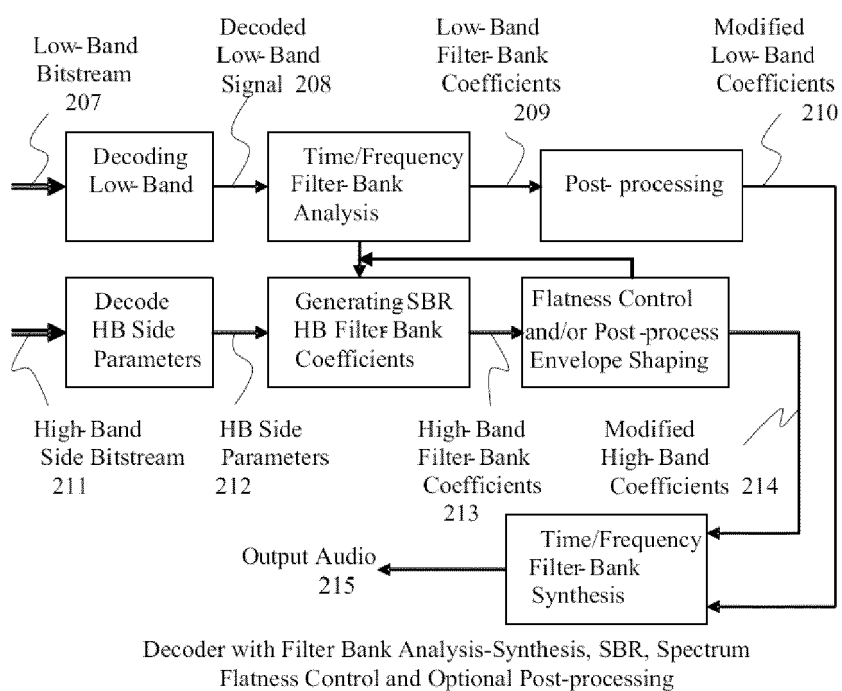 Low-Band
Bitstream
207
Decoded
Low-Band
Signal 208
Low-Band
Filter-Bank
Coefficients
209
Modified
Low-Band
Coefficients
210
Decoding
Low-Band
Time/Frequency
Filter-Bank
Analysis
Post-processing
Decode
HB Side
Parameters
Generating SBR
HB Filter-Bank
Coefficients
Flatness Control
and/or Post-process
Envelope Shaping
High-Band
Side Bitstream
211
HB Side
Parameters
212
High-Band
Filter-Bank
Coefficients
213
Modified
High-Band
Coefficients 214
Output Audio
215
Time/Frequency
Filter-Bank
Synthesis
Decoder with Filter Bank Analysis-Synthesis, SBR, Spectrum
Flatness Control and Optional Post-processing